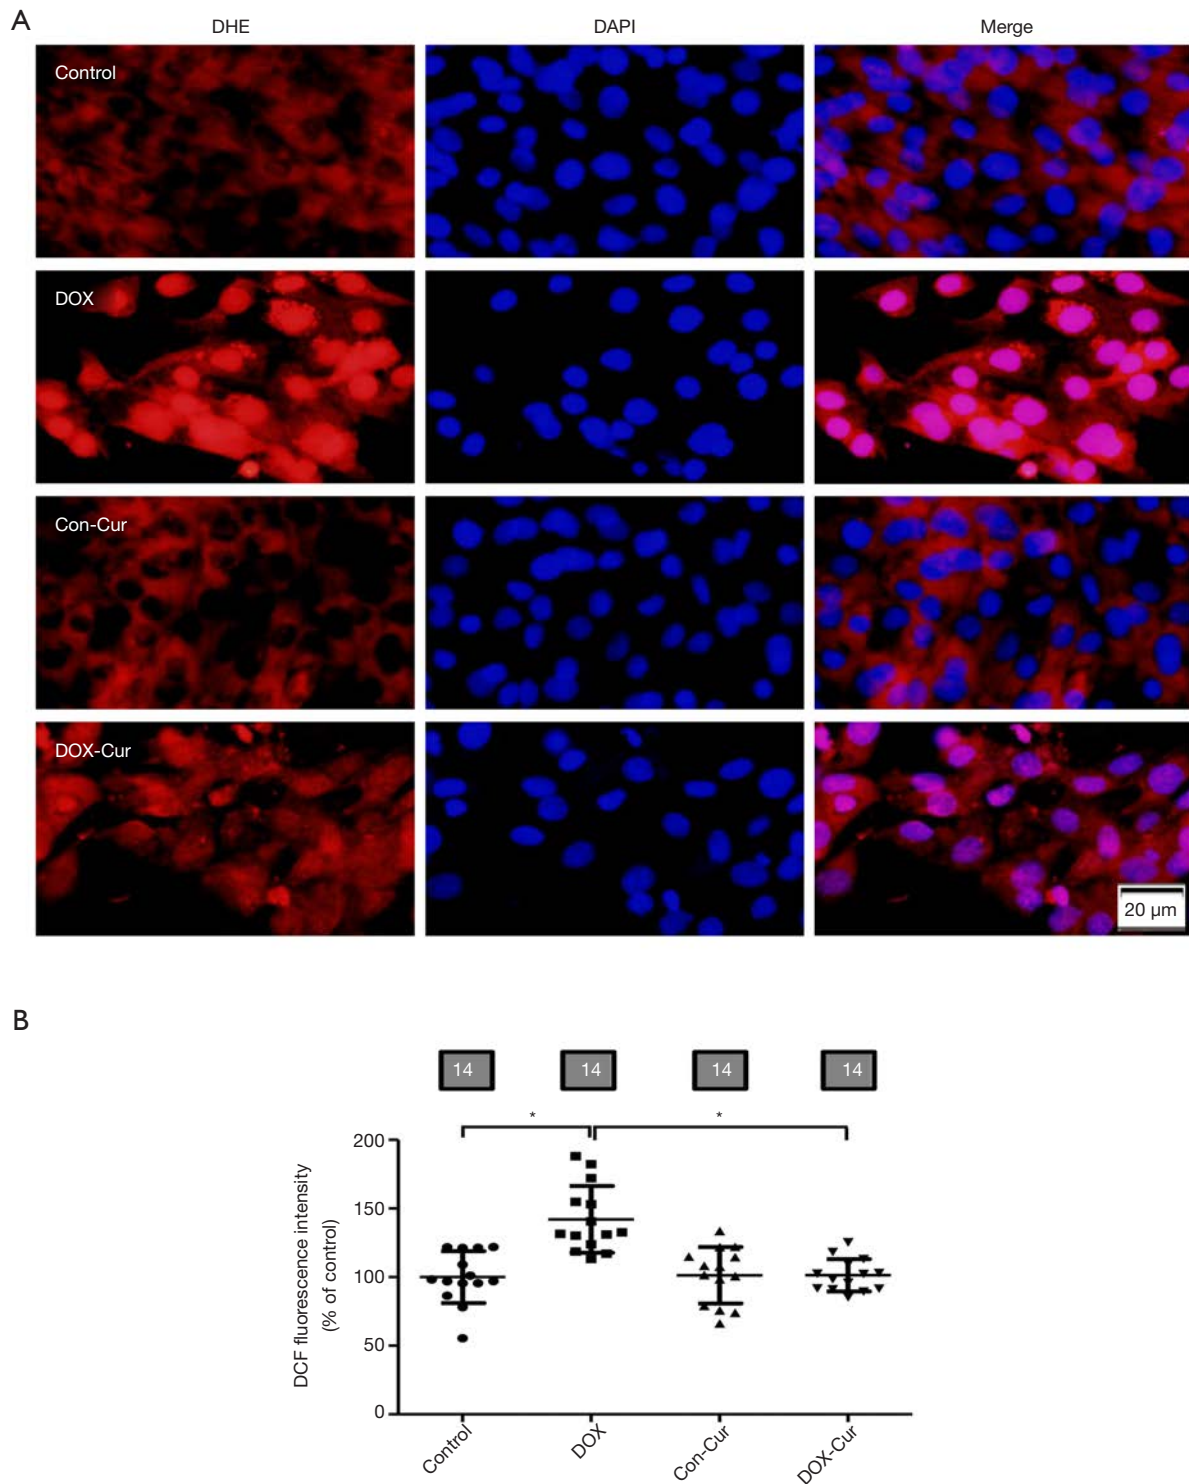 A
DHE DAPI Merge
Control
DOX
Con-Cur
DOX-Cur
20 µm
B
14 14 14 14
* *
200
150
100
50
0
DCF fluorescence intensity
(% of control)
Control DOX Con-Cur DOX-Cur